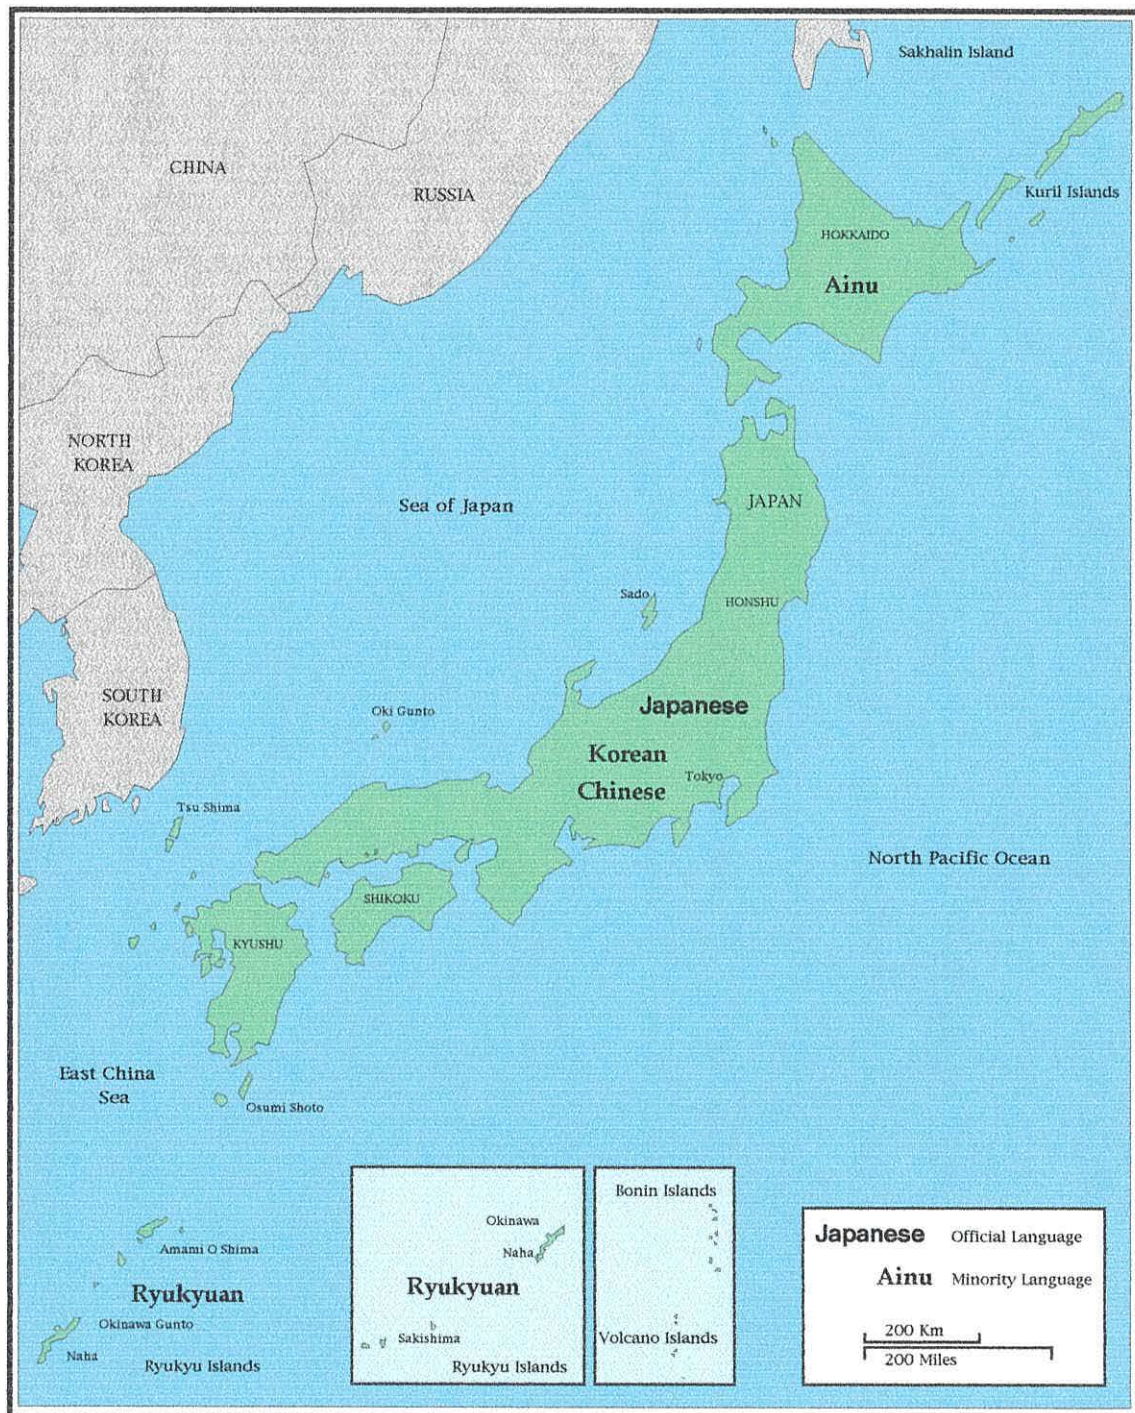 Sakhalin Island
CHINA
RUSSIA
Kuril Islands
HOKKAIDO
Ainu
NORTH
KOREA
Sea of Japan
JAPAN
Sado
HONSHU
SOUTH
KOREA
Oki Gunto
Japanese
Korean
Chinese
Tokyo
Tsu Shima
North Pacific Ocean
SHIKOKU
KYUSHU
East China
Sea
Osumi Shoto
Amami O Shima
Ryukyuan
Okinawa Gunto
Naha
Ryukyu Islands
Okinawa
Naha
Ryukyuan
Sakishima
Ryukyu Islands
Bonin Islands
Volcano Islands
Japanese Official Language
Ainu Minority Language
200 Km
200 Miles